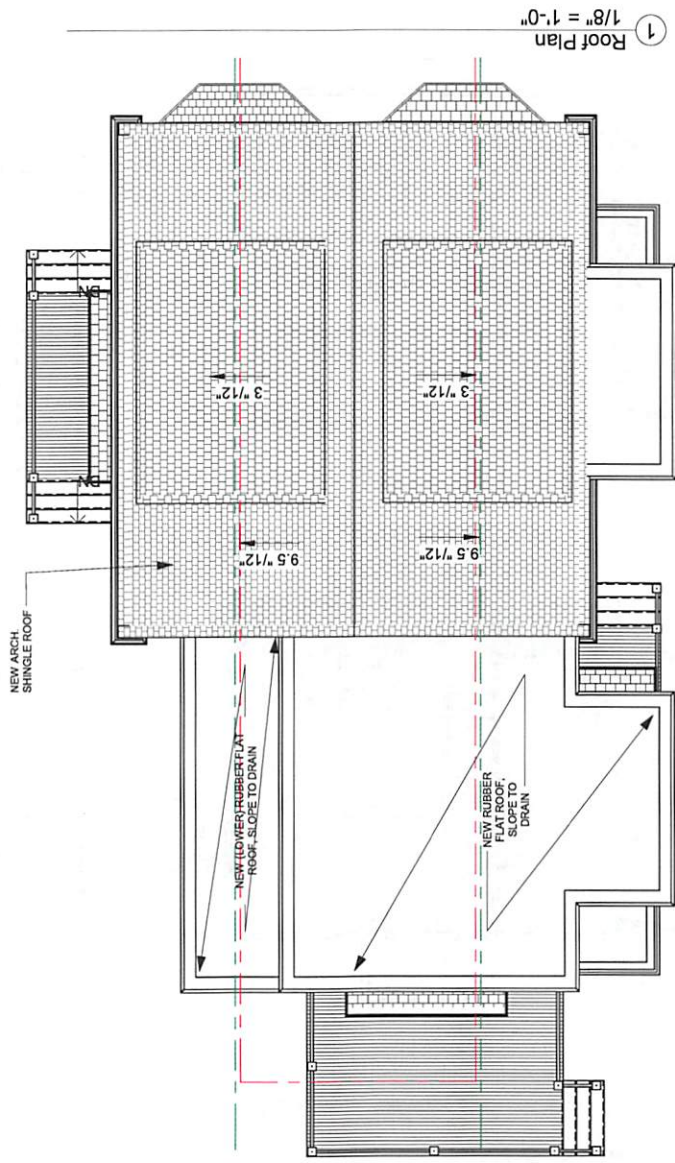 1
Roof Plan
1/8" = 1'-0"
DN
DN
3 "/12"
3 "/12"
9.5 "/12"
9.5 "/12"
NEW ARCH.
SHINGLE ROOF
NEW (LOWER) RUBBER FLAT
ROOF, SLOPE TO DRAIN
NEW RUBBER
FLAT ROOF,
SLOPE TO
DRAIN